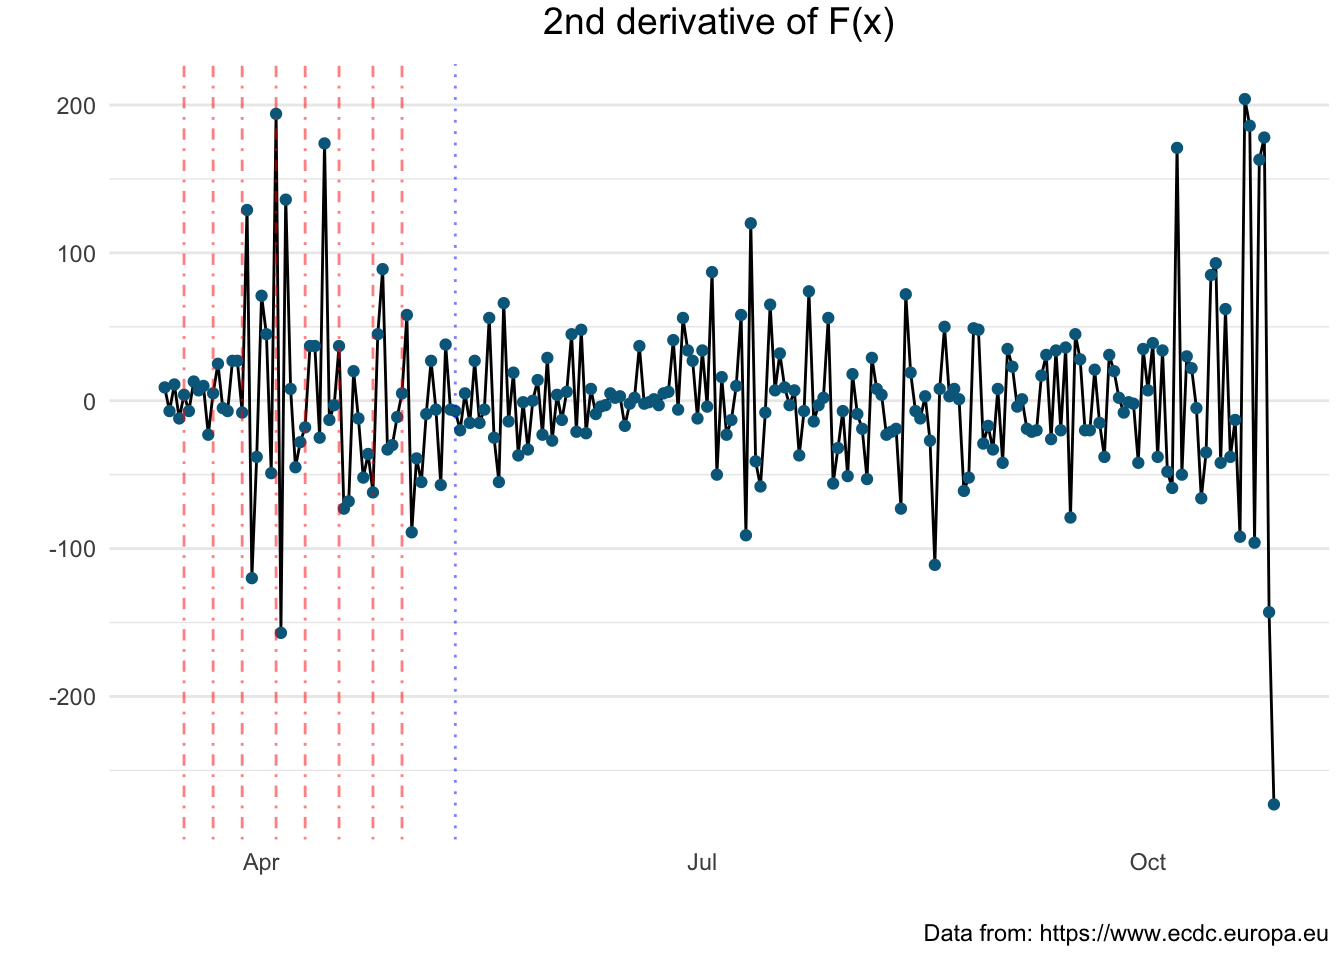 2nd derivative of F(x)
200
100
0
-100
-200
Apr Jul Oct
Data from: https://www.ecdc.europa.eu